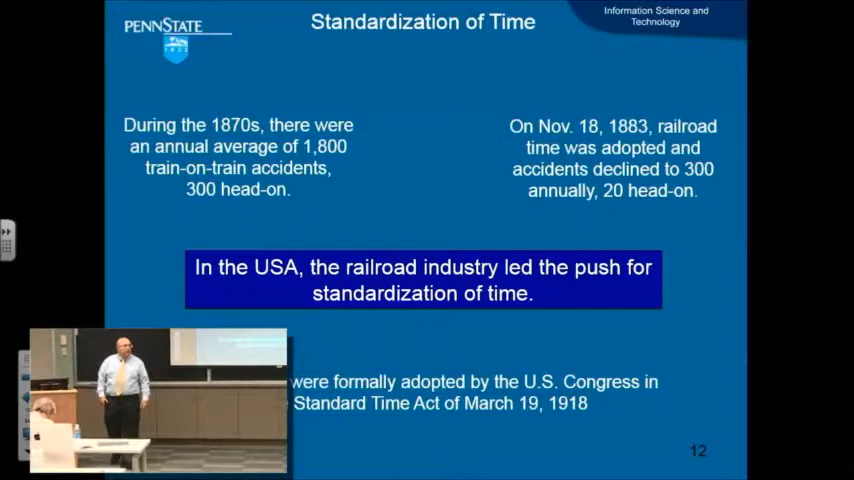 PENNSTATE
1855
Standardization of Time
Information Science and
Technology
During the 1870s, there were
an annual average of 1,800
train-on-train accidents,
300 head-on.
On Nov. 18, 1883, railroad
time was adopted and
accidents declined to 300
annually, 20 head-on.
In the USA, the railroad industry led the push for
standardization of time.
were formally adopted by the U.S. Congress in
Standard Time Act of March 19, 1918
12